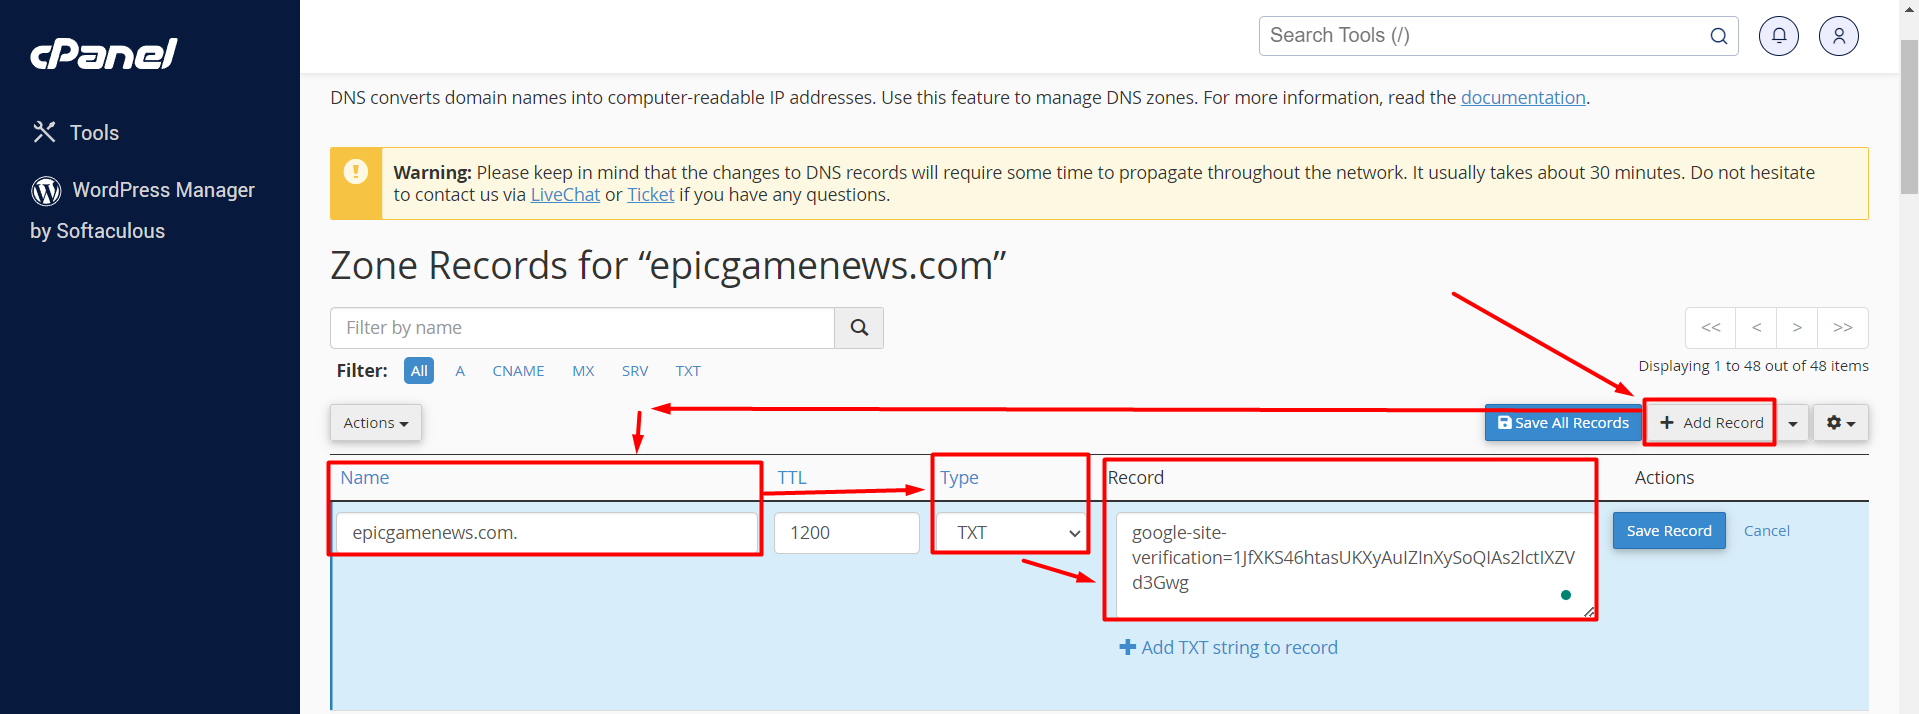 cPanel
Search Tools (/)
Tools
WordPress Manager
by Softaculous
DNS converts domain names into computer-readable IP addresses. Use this feature to manage DNS zones. For more information, read the documentation.
Warning: Please keep in mind that the changes to DNS records will require some time to propagate throughout the network. It usually takes about 30 minutes. Do not hesitate
to contact us via LiveChat or Ticket if you have any questions.
Zone Records for “epicgamenews.com”
Filter by name
<< < > >>
Filter: All A CNAME MX SRV TXT
Displaying 1 to 48 out of 48 items
Actions
Save All Records
Add Record
Name TTL Type Record Actions
epicgamenews.com. 1200 TXT
google-site-
verification=1JfXKS46htasUKXyAuIZInXySoQIAs2lctIXZV
d3Gwg
Save Record Cancel
Add TXT string to record